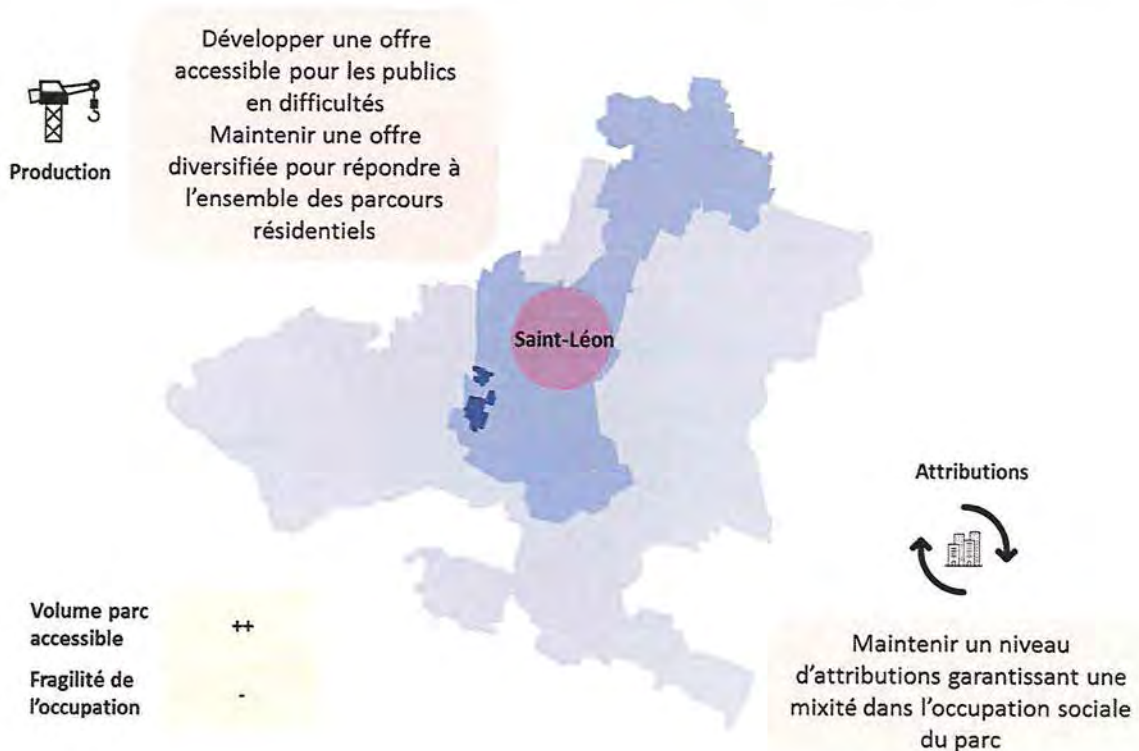 Développer une offre
accessible pour les publics
en difficultés
Maintenir une offre
diversifiée pour répondre à
l'ensemble des parcours
résidentiels
Production
Saint-Léon
Attributions
Volume parc
accessible
++
Fragilité de
l'occupation
-
Maintenir un niveau
d'attributions garantissant une
mixité dans l'occupation sociale
du parc